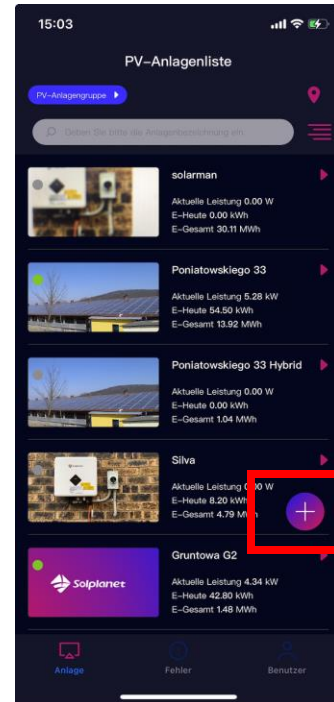 15:03
PV-Anlagenliste
PV-Anlagengruppe
Geben Sie bitte die Anlagenbezeichnung ein
solarman
Aktuelle Leistung 0.00 W
E-Heute 0.00 kWh
E-Gesamt 30.11 MWh
Poniatowskiego 33
Aktuelle Leistung 5.28 kW
E-Heute 54.50 kWh
E-Gesamt 13.92 MWh
Poniatowskiego 33 Hybrid
Aktuelle Leistung 0.00 W
E-Heute 0.00 kWh
E-Gesamt 1.04 MWh
Silva
Aktuelle Leistung 0.00 W
E-Heute 8.20 kWh
E-Gesamt 4.79 MWh
Solplanet
Gruntowa G2
Aktuelle Leistung 4.34 kW
E-Heute 42.80 kWh
E-Gesamt 1.48 MWh
Anlage
Fehler
Benutzer